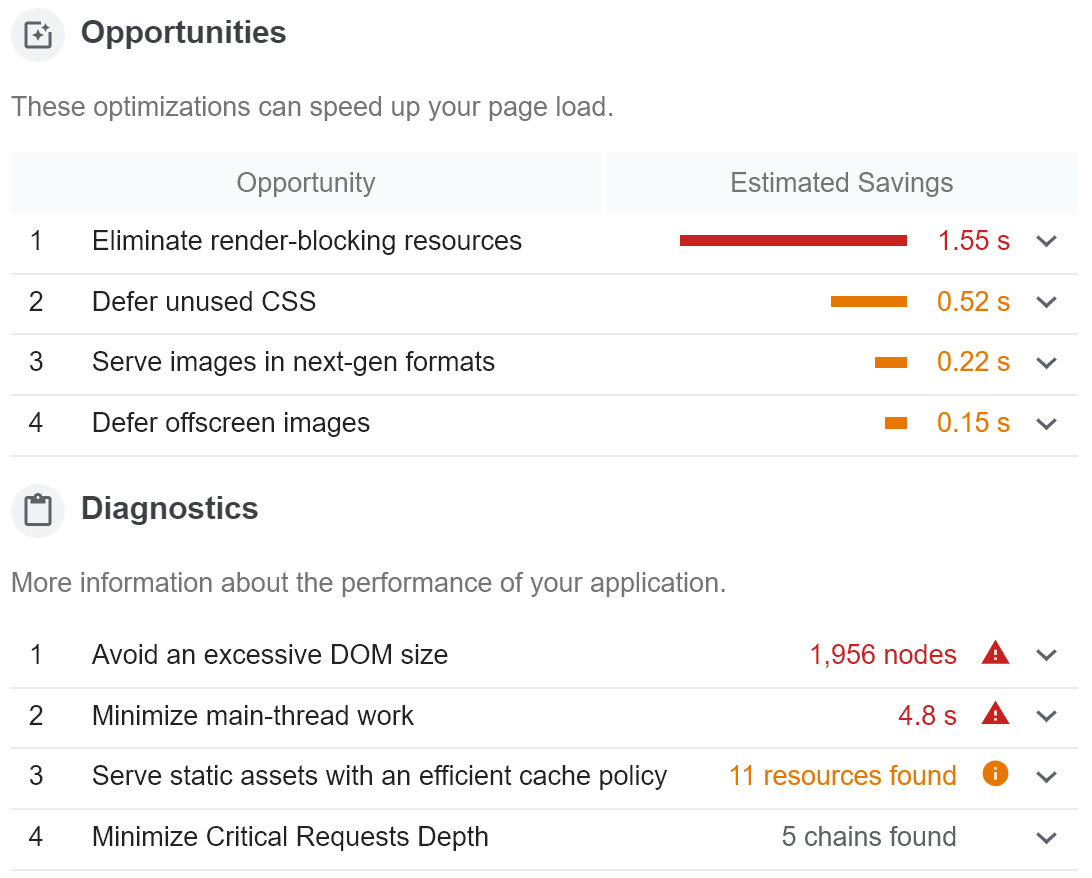 Opportunities
These optimizations can speed up your page load.
Opportunity Estimated Savings
1 Eliminate render-blocking resources 1.55 s
2 Defer unused CSS 0.52 s
3 Serve images in next-gen formats 0.22 s
4 Defer offscreen images 0.15 s
Diagnostics
More information about the performance of your application.
1 Avoid an excessive DOM size 1,956 nodes
2 Minimize main-thread work 4.8 s
3 Serve static assets with an efficient cache policy 11 resources found
4 Minimize Critical Requests Depth 5 chains found